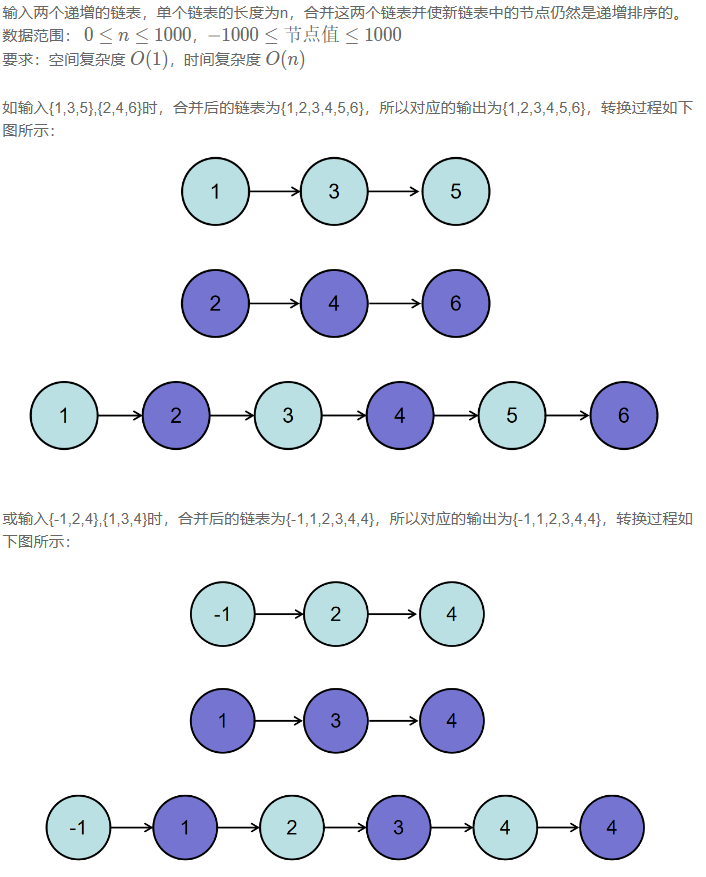 输入两个递增的链表，单个链表的长度为n，合并这两个链表并使新链表中的节点仍然是递增排序的。
数据范围： 0 ≤ n ≤ 1000，−1000 ≤ 节点值 ≤ 1000
要求：空间复杂度 O(1)，时间复杂度 O(n)
如输入{1,3,5},{2,4,6}时，合并后的链表为{1,2,3,4,5,6}，所以对应的输出为{1,2,3,4,5,6}，转换过程如下
图所示：
1 3 5
2 4 6
1 2 3 4 5 6
或输入{-1,2,4},{1,3,4}时，合并后的链表为{-1,1,2,3,4,4}，所以对应的输出为{-1,1,2,3,4,4}，转换过程如
下图所示：
-1 2 4
1 3 4
-1 1 2 3 4 4